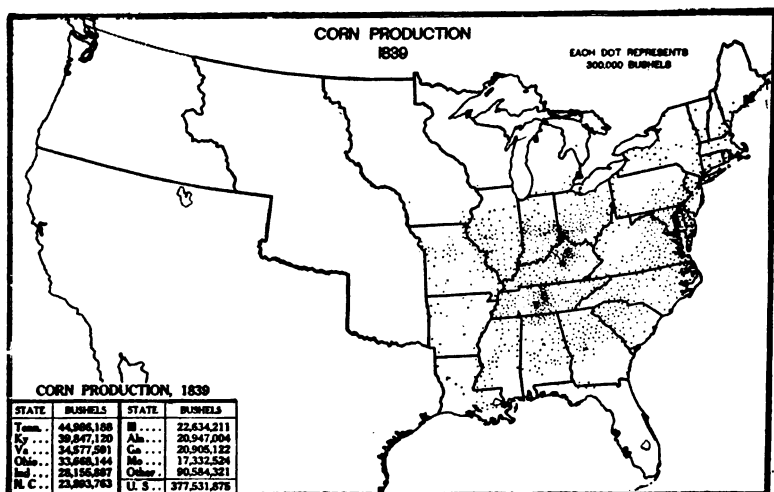 CORN PRODUCTION
1839
EACH DOT REPRESENTS
300,000 BUSHELS
CORN PRODUCTION, 1839
STATE BUSHELS STATE BUSHELS
Tenn. 44,986,188 Ill .... 22,634,211
Ky ... 39,847,120 Ala ... 20,947,004
Va ... 34,577,591 Ga ... 20,905,122
Ohio.. 33,668,144 Mo ... 17,332,524
Ind ... 28,155,887 Other. 90,584,321
N. C .. 23,893,763 U. S .. 377,531,875